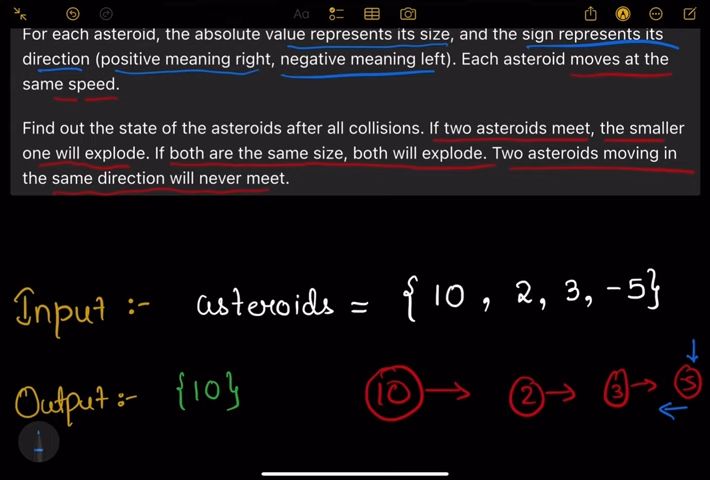 Aa
For each asteroid, the absolute value represents its size, and the sign represents its
direction (positive meaning right, negative meaning left). Each asteroid moves at the
same speed.
Find out the state of the asteroids after all collisions. If two asteroids meet, the smaller
one will explode. If both are the same size, both will explode. Two asteroids moving in
the same direction will never meet.
Input :- asteroids = { 10 , 2, 3, -5}
Output:- {10} 10 → 2 → 3 → -5